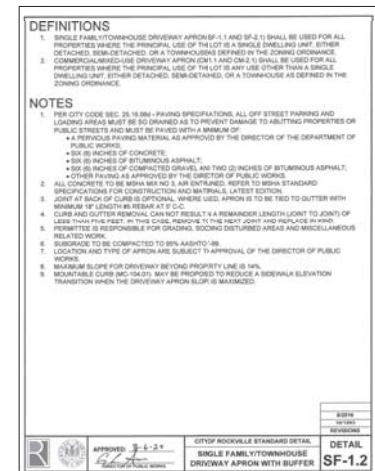 DEFINITIONS
1. SINGLE FAMILY/TOWNHOUSE DRIVEWAY APRON (SF-1.1 AND SF-2.1) SHALL BE USED FOR ALL
PROPERTIES WHERE THE PRINCIPAL USE OF THE LOT IS A SINGLE DWELLING UNIT, EITHER
DETACHED, SEMI-DETACHED, OR A TOWNHOUSE AS DEFINED IN THE ZONING ORDINANCE.
2. COMMERCIAL/MIXED-USE DRIVEWAY APRON (CM1.1 AND CM-2.1) SHALL BE USED FOR ALL
PROPERTIES WHERE THE PRINCIPAL USE OF THE LOT IS ANY USE OTHER THAN A SINGLE
DWELLING UNIT, EITHER DETACHED, SEMI-DETACHED, OR A TOWNHOUSE AS DEFINED IN THE
ZONING ORDINANCE.
NOTES
1. PER CITY CODE SEC. - PAVING SPECIFICATIONS, ALL OFF STREET PARKING AND
LOADING AREAS MUST BE SO DRAINED AS TO PREVENT DAMAGE TO ABUTTING PROPERTIES OR
PUBLIC STREETS AND MUST BE PAVED WITH A MINIMUM OF:
• A PERVIOUS PAVING MATERIAL AS APPROVED BY THE DIRECTOR OF THE DEPARTMENT OF
PUBLIC WORKS;
• SIX (6) INCHES OF CONCRETE;
• SIX (6) INCHES OF BITUMINOUS ASPHALT;
• SIX (6) INCHES OF COMPACTED GRAVEL AND TWO (2) INCHES OF BITUMINOUS ASPHALT;
• OTHER PAVING AS APPROVED BY THE DIRECTOR OF PUBLIC WORKS.
2. ALL CONCRETE TO BE MSHA MIX NO 3, AIR ENTRAINED. REFER TO MSHA STANDARD
SPECIFICATIONS FOR CONSTRUCTION AND MATERIALS, LATEST EDITION.
3. JOINT AT BACK OF CURB IS OPTIONAL. WHERE USED, APRON IS TO BE TIED TO GUTTER WITH
MINIMUM 18" LENGTH #5 REBAR AT 5' C-C.
4. CURB AND GUTTER REMOVAL CAN NOT RESULT IN A REMAINDER LENGTH (JOINT TO JOINT) OF
LESS THAN FIVE FEET. IN THIS CASE, REMOVE TO THE NEXT JOINT AND REPLACE IN KIND.
5. PERMITTEE IS RESPONSIBLE FOR GRADING, SODDING DISTURBED AREAS AND MISCELLANEOUS
RELATED WORK.
6. SUBGRADE TO BE COMPACTED TO 95% AASHTO
7. LOCATION AND TYPE OF APRON ARE SUBJECT TO APPROVAL OF THE DIRECTOR OF PUBLIC
WORKS.
8. MAXIMUM SLOPE FOR DRIVEWAY BEYOND PROPERTY LINE IS 14%.
9. MOUNTABLE CURB (MC-104.01) MAY BE PROPOSED TO REDUCE A SIDEWALK ELEVATION
TRANSITION WHEN THE DRIVEWAY APRON SLOPE IS MAXIMIZED.
REVISIONS
APPROVED:
DIRECTOR OF PUBLIC WORKS
CITY OF ROCKVILLE STANDARD DETAIL
SINGLE FAMILY/TOWNHOUSE
DRIVEWAY APRON WITH BUFFER
DETAIL
SF-1.2